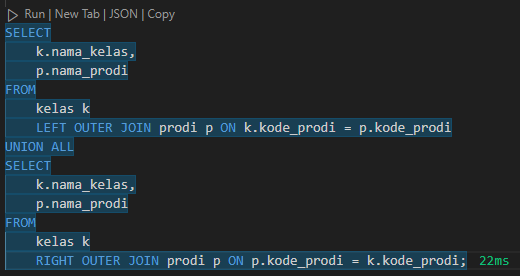 Run | New Tab | JSON | Copy
SELECT
    k.nama_kelas,
    p.nama_prodi
FROM
    kelas k
    LEFT OUTER JOIN prodi p ON k.kode_prodi = p.kode_prodi
UNION ALL
SELECT
    k.nama_kelas,
    p.nama_prodi
FROM
    kelas k
    RIGHT OUTER JOIN prodi p ON p.kode_prodi = k.kode_prodi; 22ms